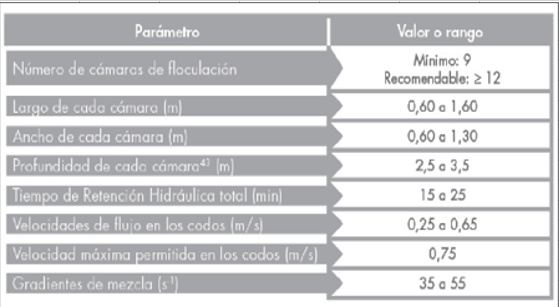 Parámetro Valor o rango
Número de cámaras de floculación Mínimo: 9
Recomendable: ≥ 12
Largo de cada cámara (m) 0,60 a 1,60
Ancho de cada cámara (m) 0,60 a 1,30
Profundidad de cada cámara⁴³ (m) 2,5 a 3,5
Tiempo de Retención Hidráulica total (min) 15 a 25
Velocidades de flujo en los codos (m/s) 0,25 a 0,65
Velocidad máxima permitida en los codos (m/s) 0,75
Gradientes de mezcla (s⁻¹) 35 a 55